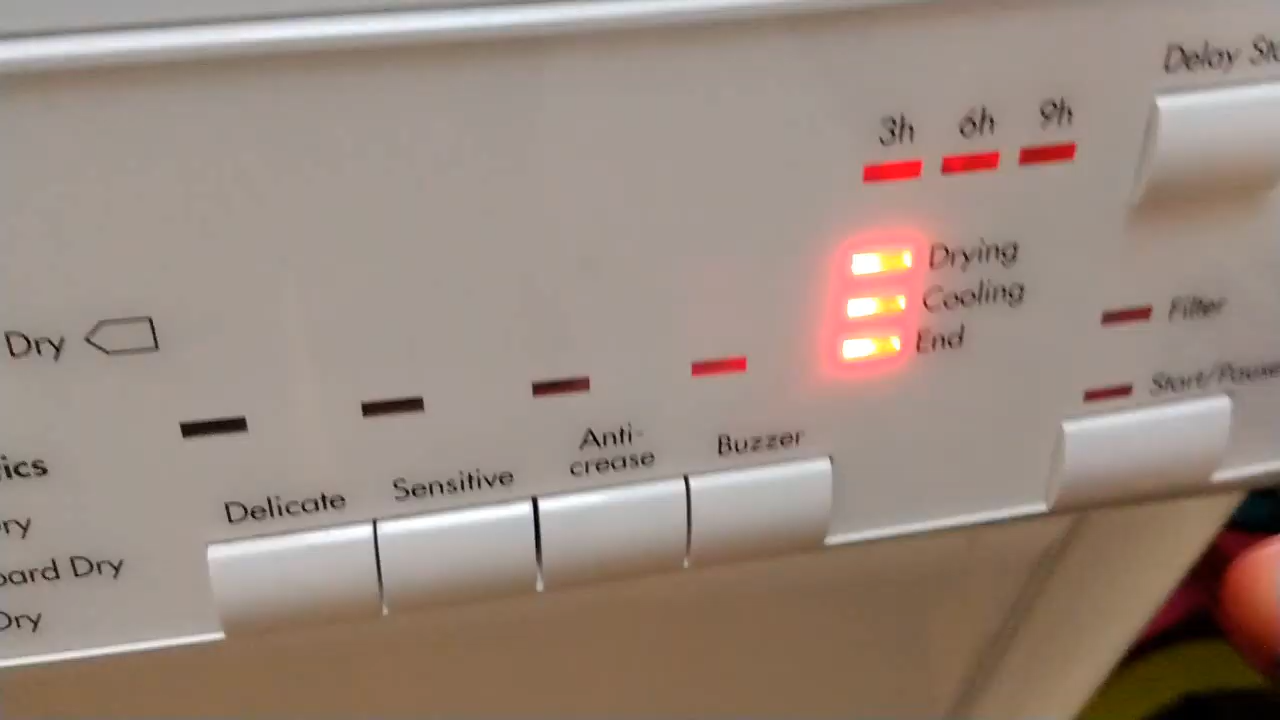 Delay
3h 6h 9h
Drying
Cooling
End
Filter
Start/Pause
Dry
Delicate
Sensitive
Anti-
crease
Buzzer
ics
ry
oard Dry
Dry